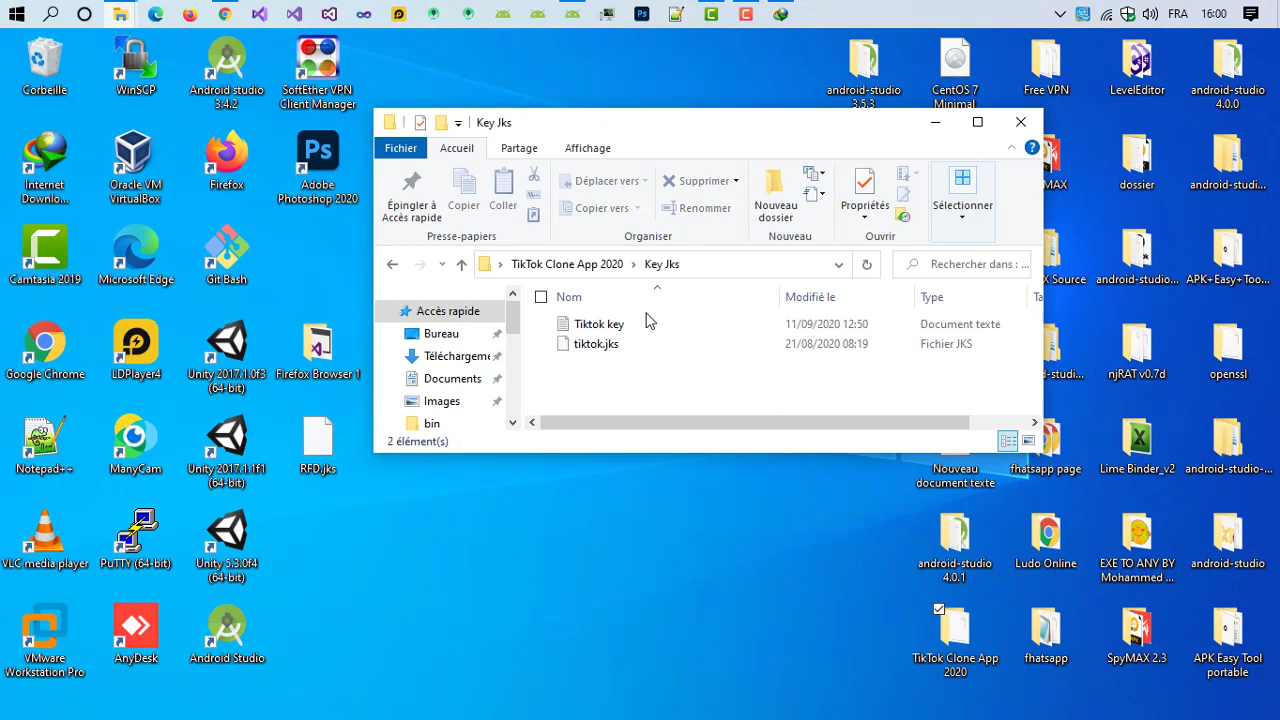 FRA
16:00
Corbeille
WinSCP
Android studio
3.4.2
SoftEther VPN
Client Manager
android-studio
3.5.3
CentOS 7
Minimal
Free VPN
LevelEditor
android-studio
4.0.0
Key Jks
Fichier
Accueil
Partage
Affichage
Épingler à
Accès rapide
Copier
Coller
Déplacer vers
Copier vers
Supprimer
Renommer
Nouveau
dossier
Propriétés
Sélectionner
Presse-papiers
Organiser
Nouveau
Ouvrir
TikTok Clone App 2020
Key Jks
Rechercher dans : ...
Accès rapide
Bureau
Téléchargeme
Documents
Images
bin
Nom
Modifié le
Type
Ta
Tiktok key
11/09/2020 12:50
Document texte
tiktok.jks
21/08/2020 08:19
Fichier JKS
2 élément(s)
Internet
Downlo...
Oracle VM
VirtualBox
Firefox
Adobe
Photoshop 2020
MAX
dossier
android-studi...
Camtasia 2019
Microsoft Edge
Git Bash
X Source
android-studio...
APK+Easy+Too...
Google Chrome
LDPlayer4
Unity 2017.1.0f3
(64-bit)
Firefox Browser 1
d-studi...
njRAT v0.7d
openssl
Notepad++
ManyCam
Unity 2017.1.1f1
(64-bit)
RFD.jks
Nouveau
document texte
fhatsapp page
Lime Binder_v2
android-studio-...
VLC media player
PuTTY (64-bit)
Unity 5.3.0f4
(64-bit)
android-studio
4.0.1
Ludo Online
EXE TO ANY BY
Mohammed ...
android-studio
VMware
Workstation Pro
AnyDesk
Android Studio
TikTok Clone App
2020
fhatsapp
SpyMAX 2.3
APK Easy Tool
portable